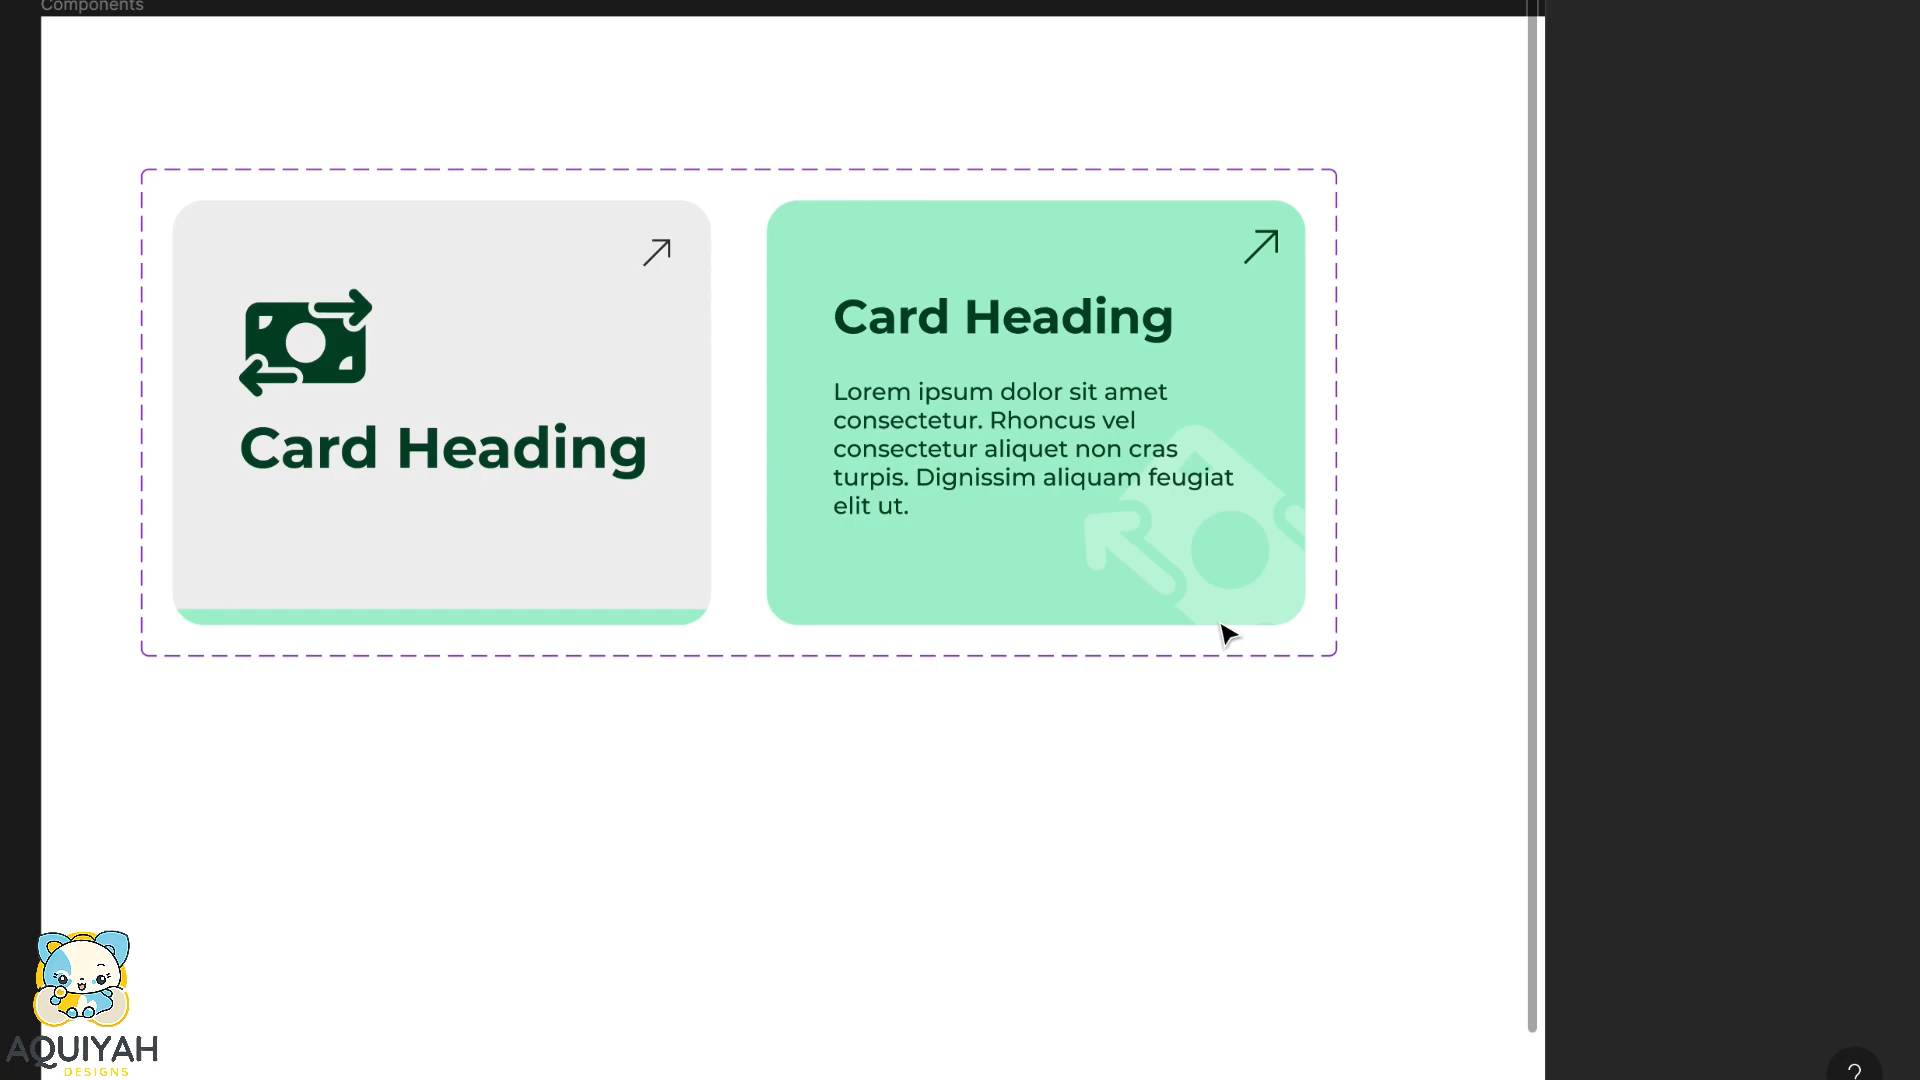 Components
Card Heading
Card Heading
Lorem ipsum dolor sit amet
consectetur. Rhoncus vel
consectetur aliquet non cras
turpis. Dignissim aliquam feugiat
elit ut.
AQUIYAH
DESIGNS
?